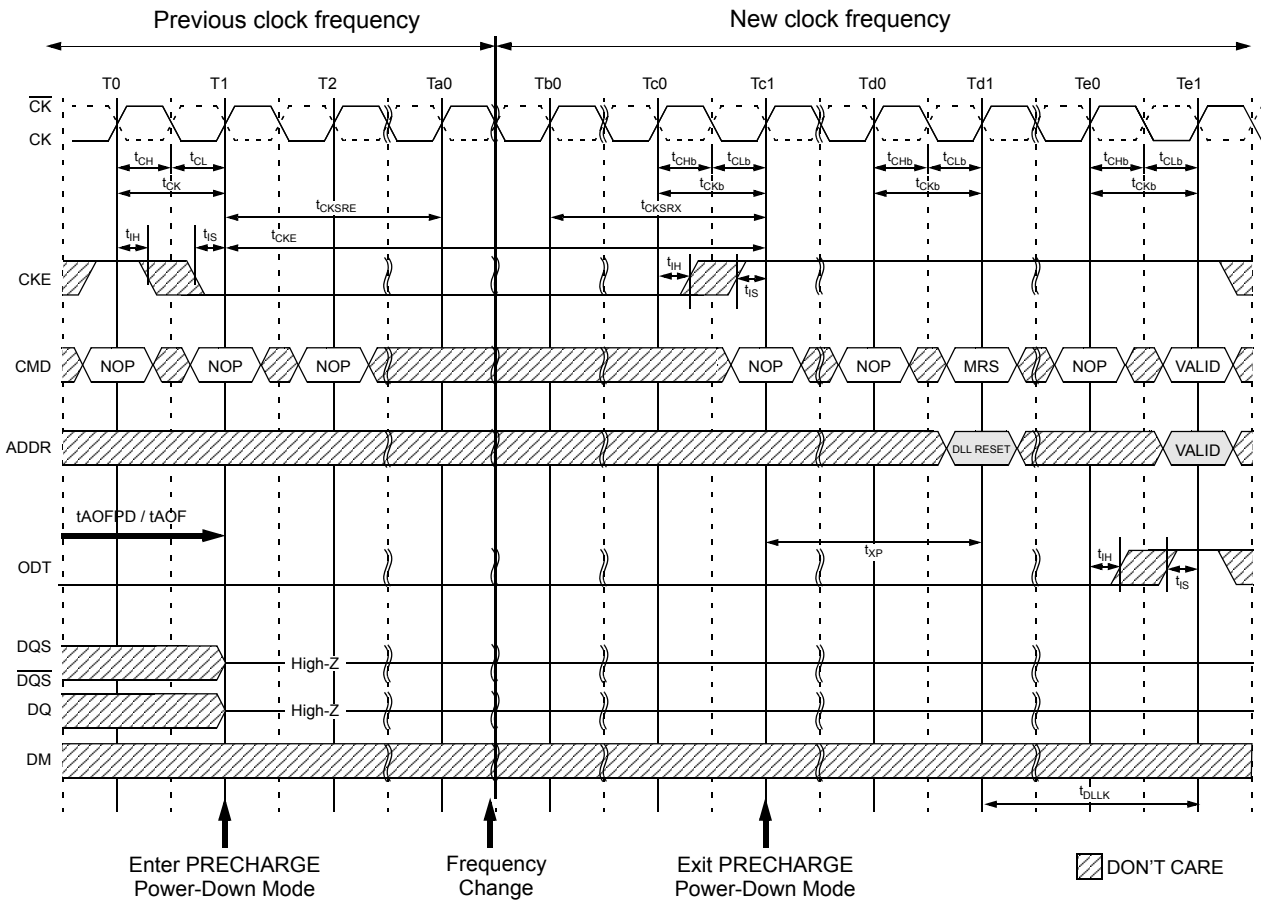 Previous clock frequency New clock frequency
T0 T1 T2 Ta0 Tb0 Tc0 Tc1 Td0 Td1 Te0 Te1
C̅K̅
CK
tCH tCL tCHb tCLb tCHb tCLb tCHb tCLb
tCK tCKb tCKb tCKb
tCKSRE tCKSRX
tIH tIS tCKE
CKE tIH tIS
CMD NOP NOP NOP NOP NOP MRS NOP VALID
ADDR DLL RESET VALID
tAOFPD / tAOF
tXP
ODT tIH tIS
DQS
High-Z
D̅Q̅S̅
DQ High-Z
DM
tDLLK
Enter PRECHARGE
Power-Down Mode
Frequency
Change
Exit PRECHARGE
Power-Down Mode
DON'T CARE